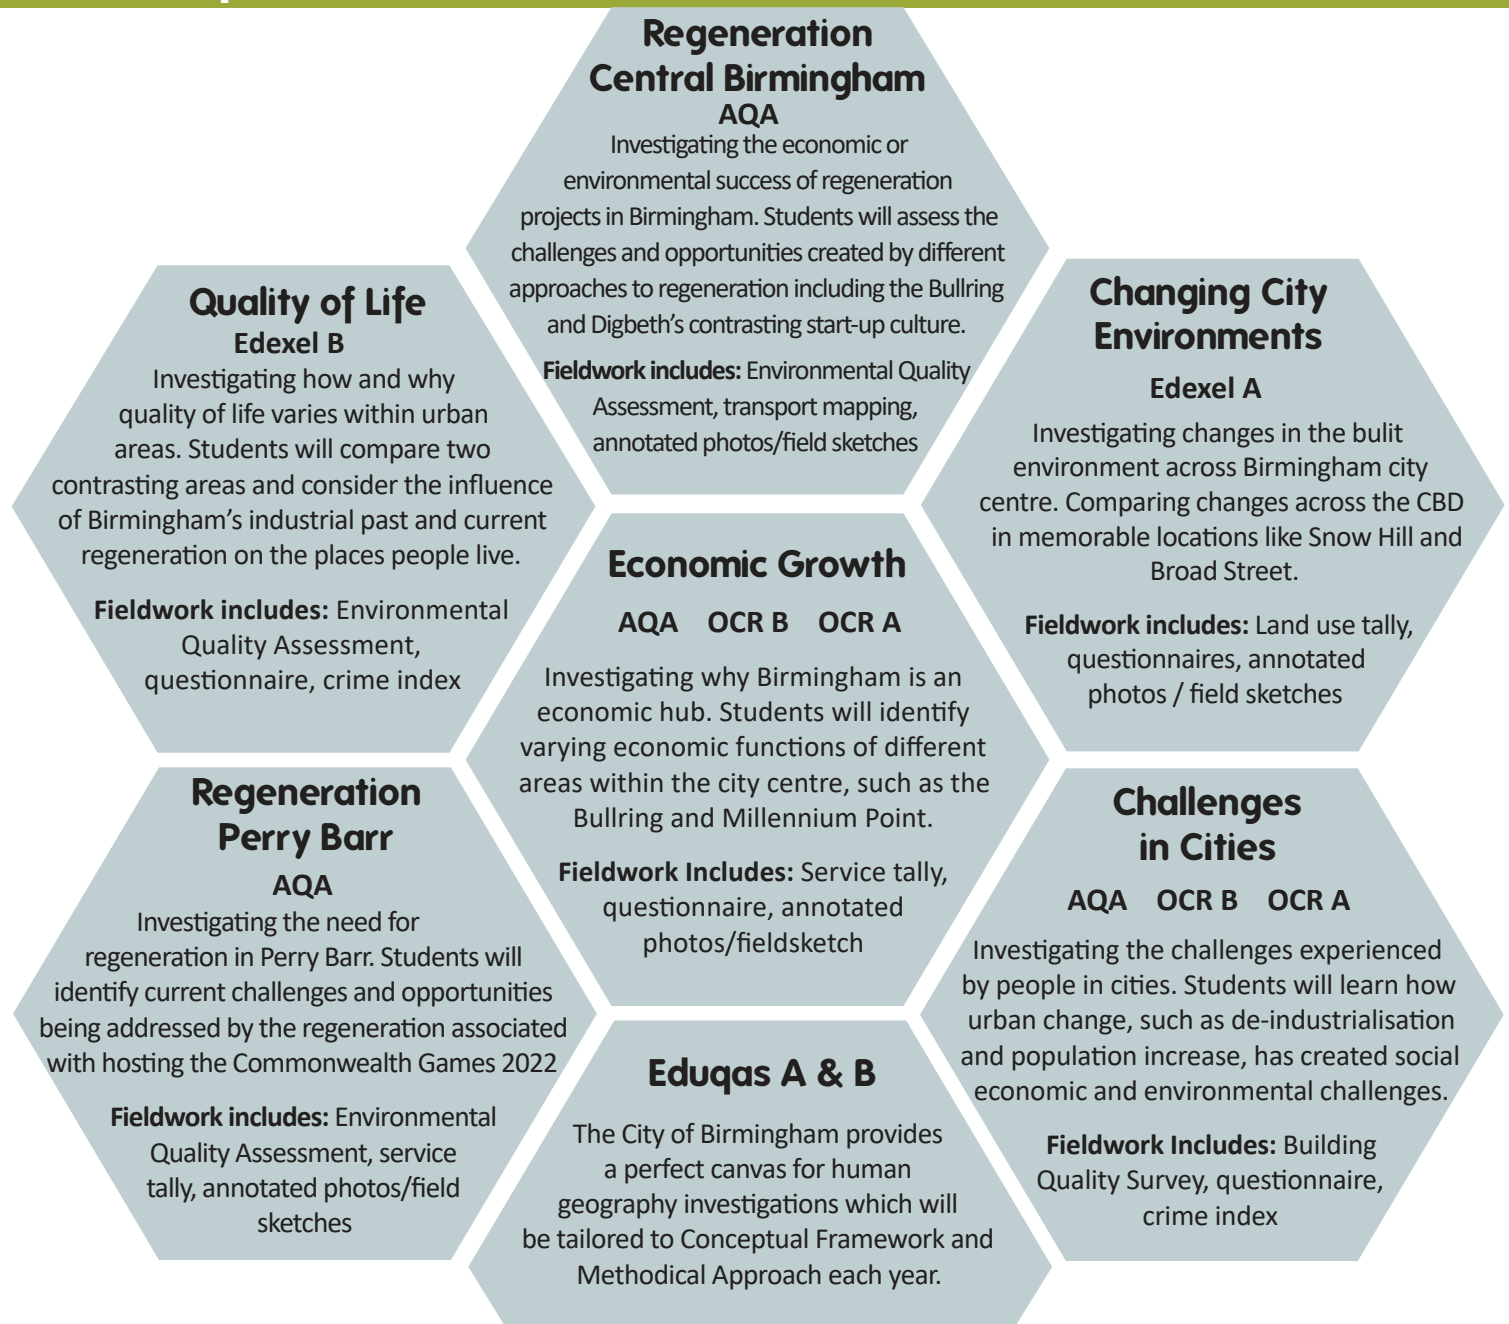 Regeneration
Central Birmingham
AQA
Investigating the economic or
environmental success of regeneration
projects in Birmingham. Students will assess the
challenges and opportunities created by different
approaches to regeneration including the Bullring
and Digbeth's contrasting start-up culture.
Fieldwork includes: Environmental Quality
Assessment, transport mapping,
annotated photos/field sketches
Quality of Life
Edexel B
Investigating how and why
quality of life varies within urban
areas. Students will compare two
contrasting areas and consider the influence
of Birmingham's industrial past and current
regeneration on the places people live.
Fieldwork includes: Environmental
Quality Assessment,
questionnaire, crime index
Changing City
Environments
Edexel A
Investigating changes in the bulit
environment across Birmingham city
centre. Comparing changes across the CBD
in memorable locations like Snow Hill and
Broad Street.
Fieldwork includes: Land use tally,
questionnaires, annotated
photos / field sketches
Economic Growth
AQA OCR B OCR A
Investigating why Birmingham is an
economic hub. Students will identify
varying economic functions of different
areas within the city centre, such as the
Bullring and Millennium Point.
Fieldwork Includes: Service tally,
questionnaire, annotated
photos/fieldsketch
Regeneration
Perry Barr
AQA
Investigating the need for
regeneration in Perry Barr. Students will
identify current challenges and opportunities
being addressed by the regeneration associated
with hosting the Commonwealth Games 2022
Fieldwork includes: Environmental
Quality Assessment, service
tally, annotated photos/field
sketches
Challenges
in Cities
AQA OCR B OCR A
Investigating the challenges experienced
by people in cities. Students will learn how
urban change, such as de-industrialisation
and population increase, has created social
economic and environmental challenges.
Fieldwork Includes: Building
Quality Survey, questionnaire,
crime index
Eduqas A & B
The City of Birmingham provides
a perfect canvas for human
geography investigations which will
be tailored to Conceptual Framework and
Methodical Approach each year.